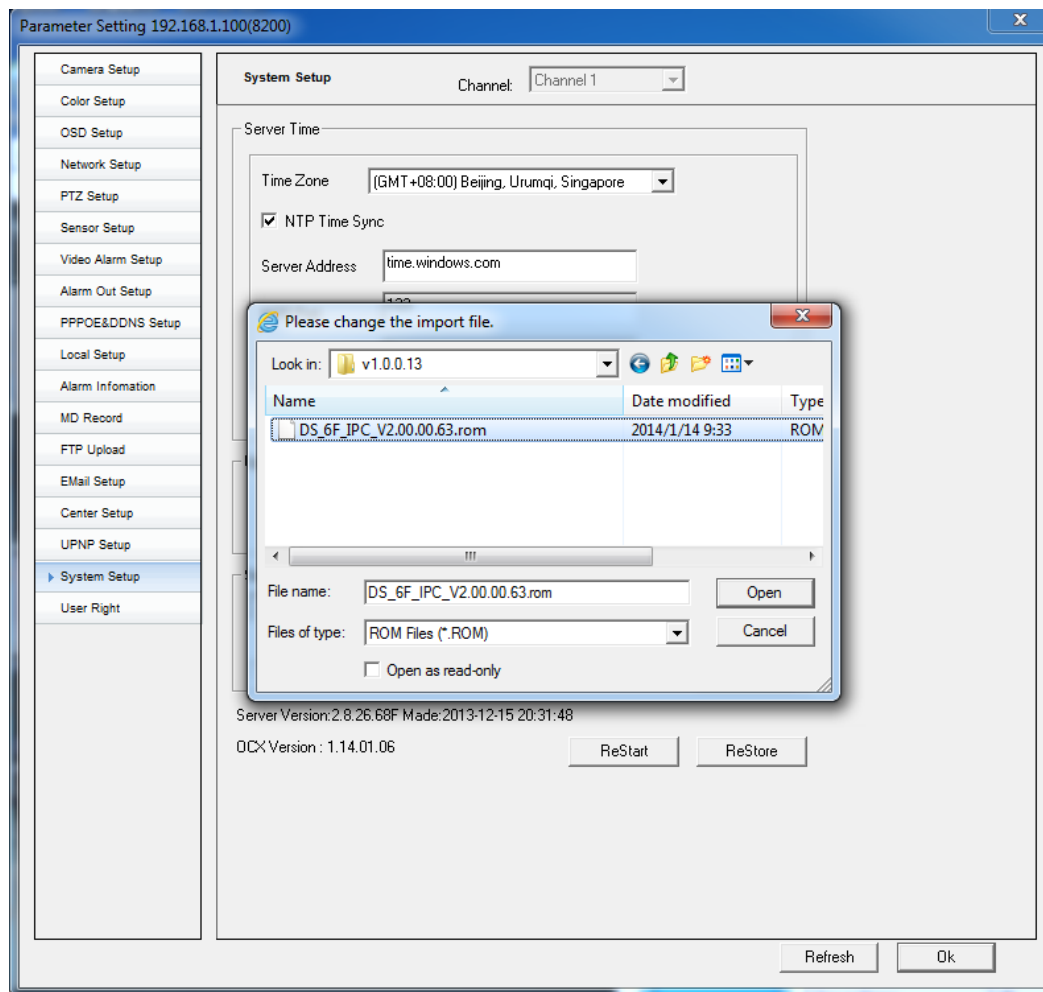 Parameter Setting 192.168.1.100(8200)
x
Camera Setup
Color Setup
OSD Setup
Network Setup
PTZ Setup
Sensor Setup
Video Alarm Setup
Alarm Out Setup
PPPOE&DDNS Setup
Local Setup
Alarm Infomation
MD Record
FTP Upload
EMail Setup
Center Setup
UPNP Setup
System Setup
User Right
System Setup
Channel: Channel 1
Server Time
Time Zone (GMT+08:00) Beijing, Urumqi, Singapore
NTP Time Sync
Server Address time.windows.com
Please change the import file.
x
Look in: v1.0.0.13
Name Date modified Type
DS_6F_IPC_V2.00.00.63.rom 2014/1/14 9:33 ROM
File name: DS_6F_IPC_V2.00.00.63.rom Open
Files of type: ROM Files (*.ROM) Cancel
Open as read-only
Server Version:2.8.26.68F Made:2013-12-15 20:31:48
OCX Version : 1.14.01.06 ReStart ReStore
Refresh Ok